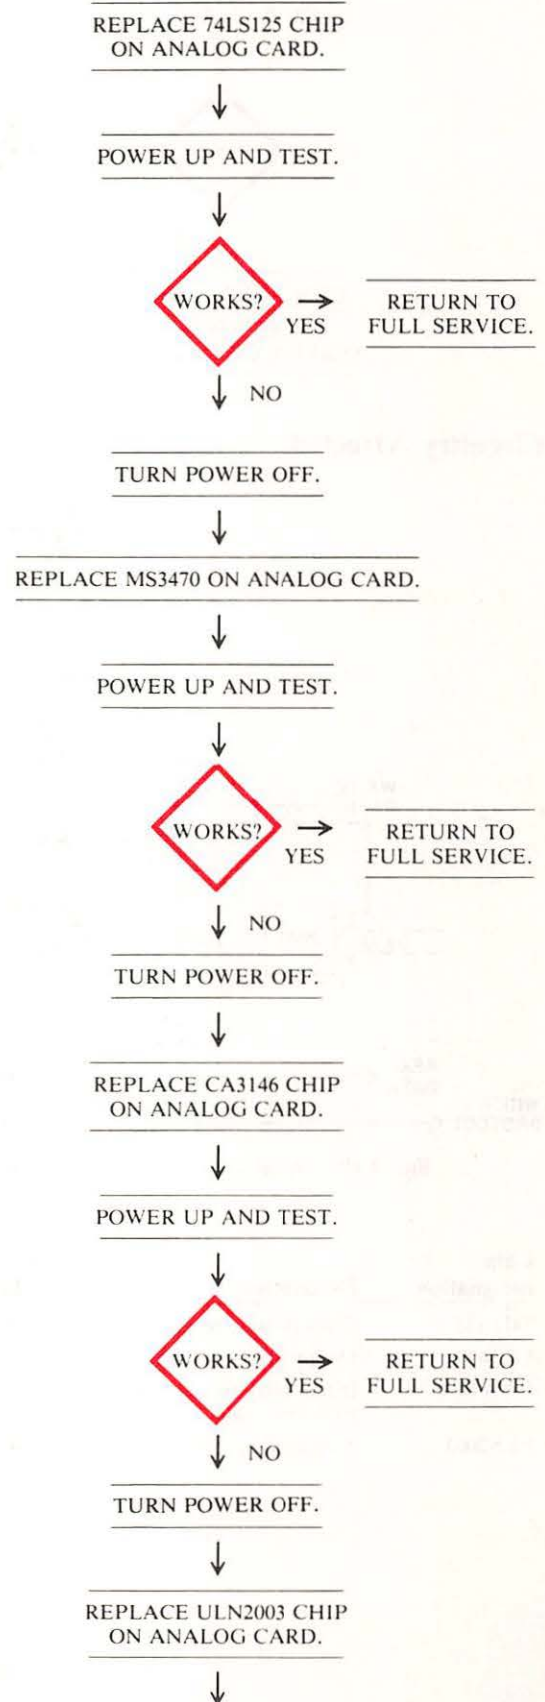 REPLACE 74LS125 CHIP
ON ANALOG CARD.
POWER UP AND TEST.
WORKS?
YES
RETURN TO
FULL SERVICE.
NO
TURN POWER OFF.
REPLACE MS3470 ON ANALOG CARD.
POWER UP AND TEST.
WORKS?
YES
RETURN TO
FULL SERVICE.
NO
TURN POWER OFF.
REPLACE CA3146 CHIP
ON ANALOG CARD.
POWER UP AND TEST.
WORKS?
YES
RETURN TO
FULL SERVICE.
NO
TURN POWER OFF.
REPLACE ULN2003 CHIP
ON ANALOG CARD.